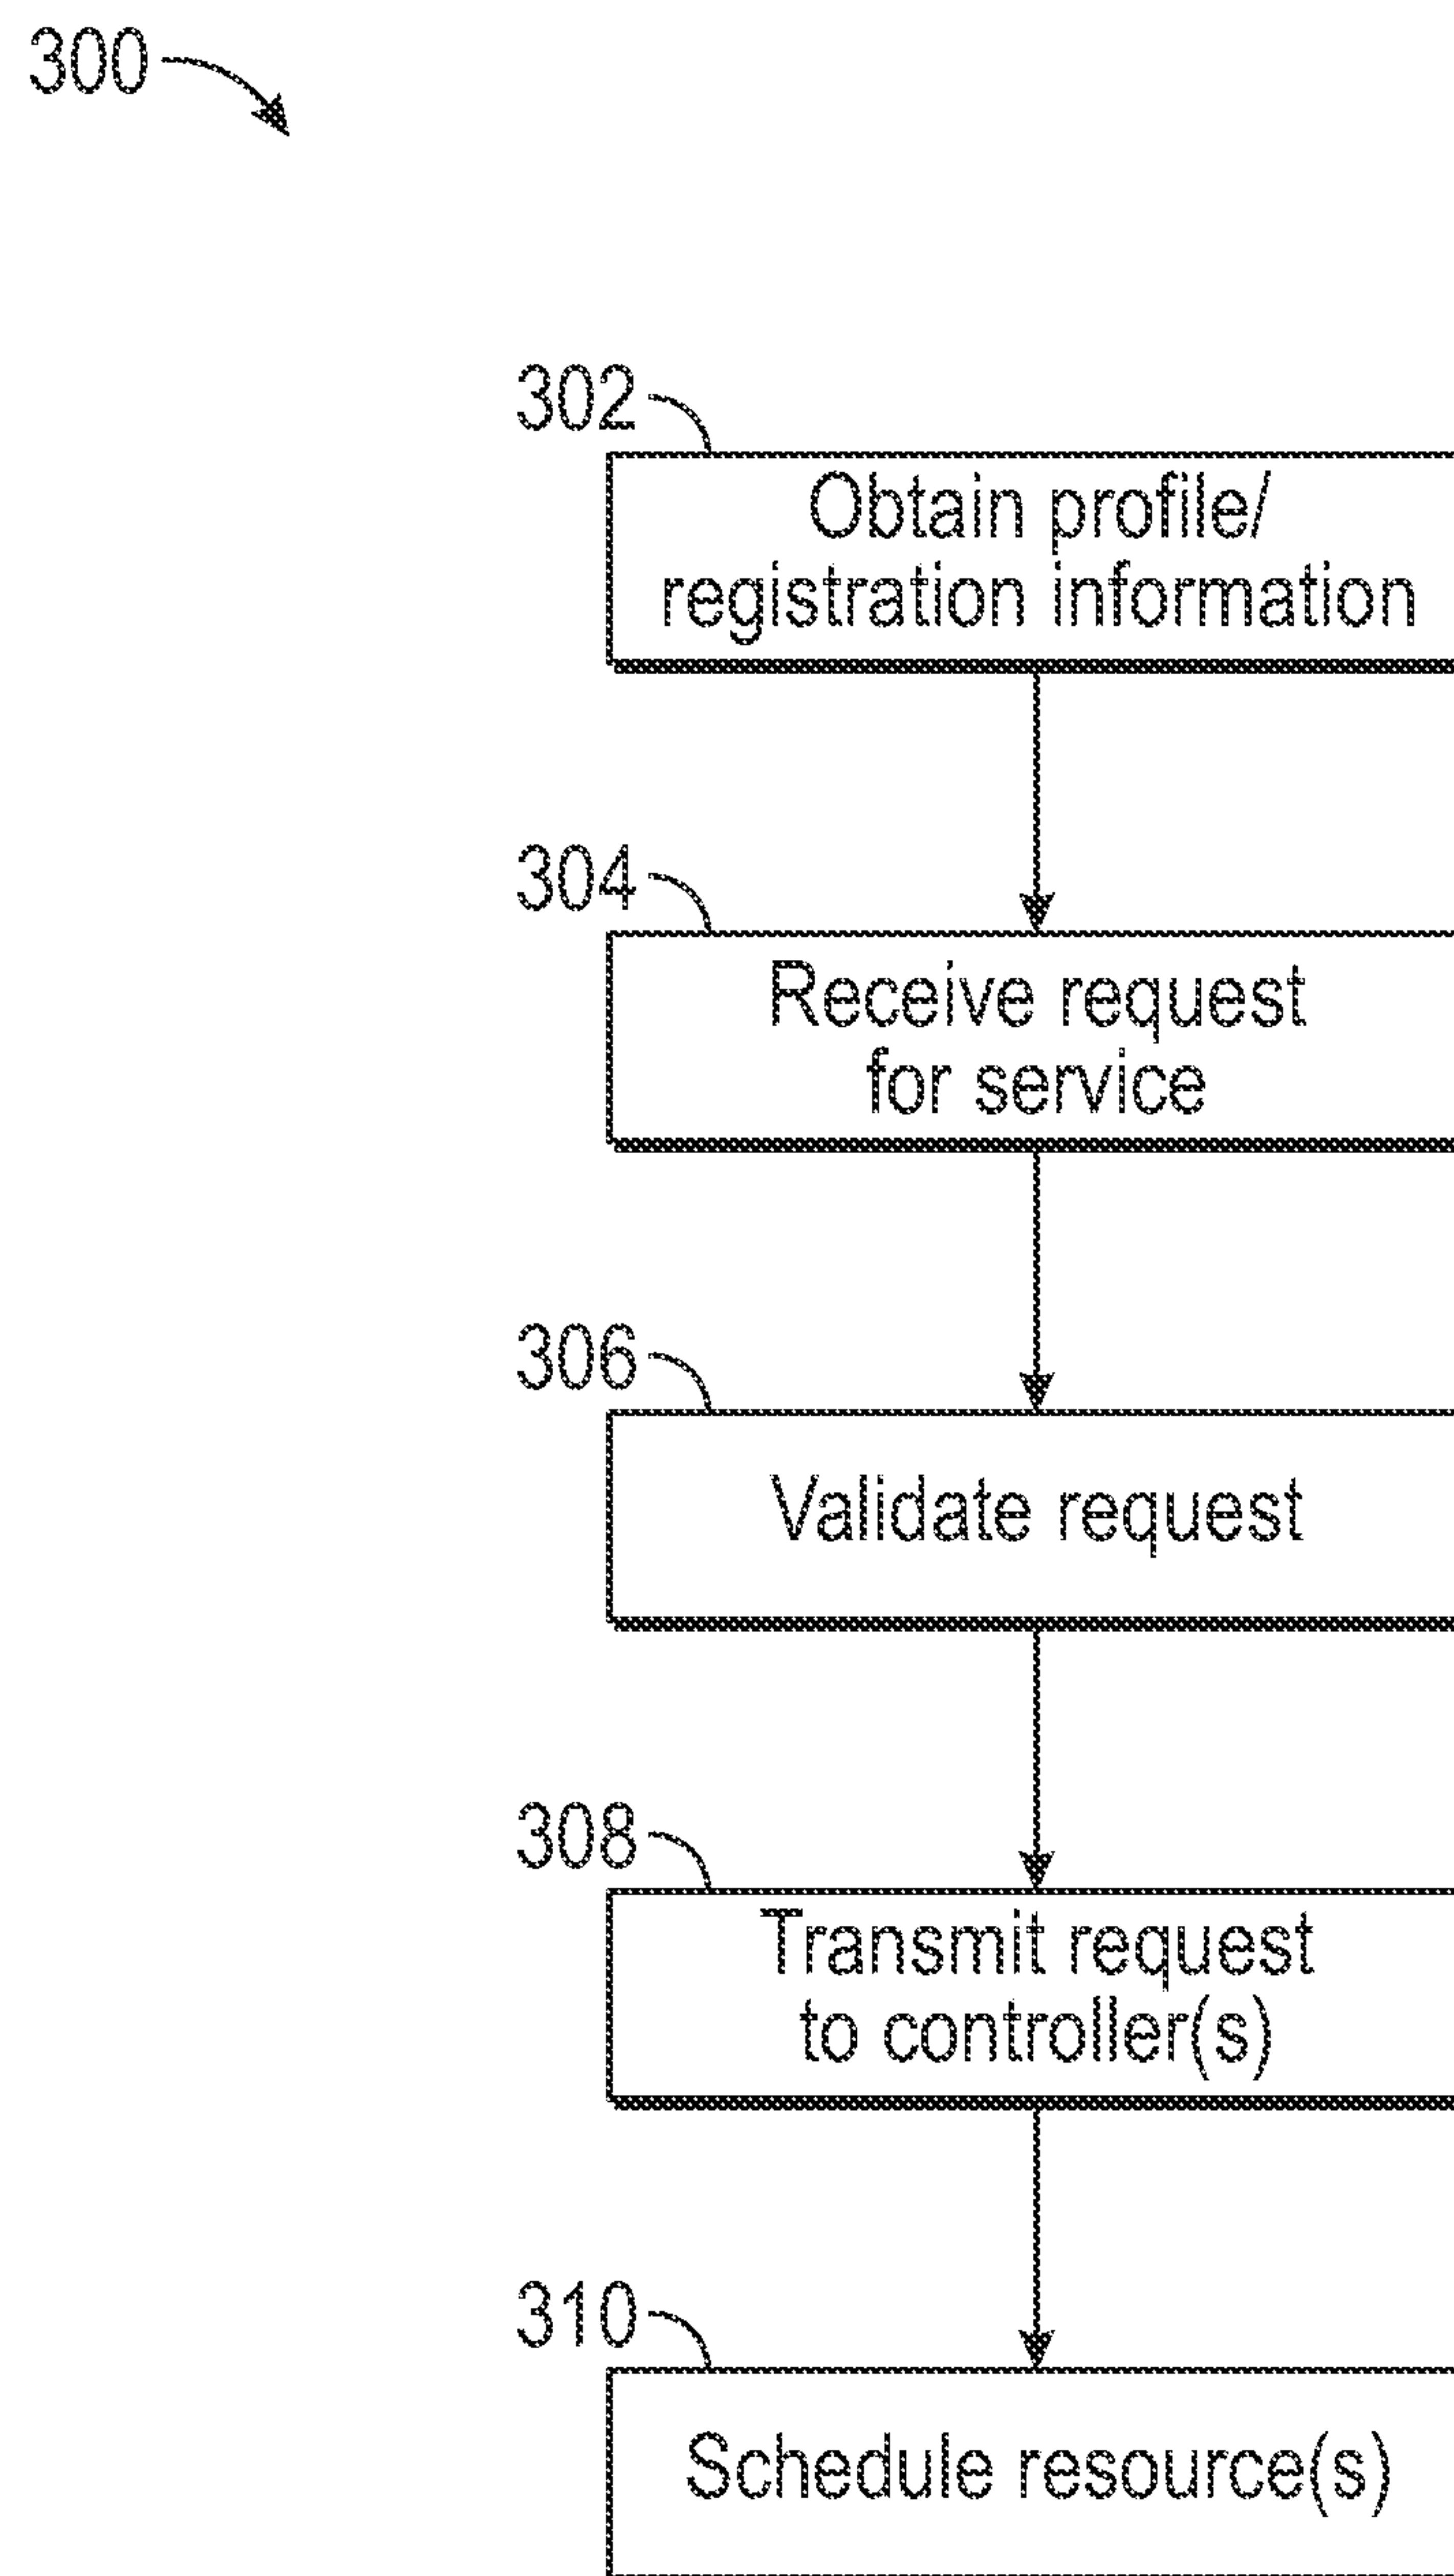 300
302
Obtain profile/
registration information
304
Receive request
for service
306
Validate request
308
Transmit request
to controller(s)
310
Schedule resource(s)